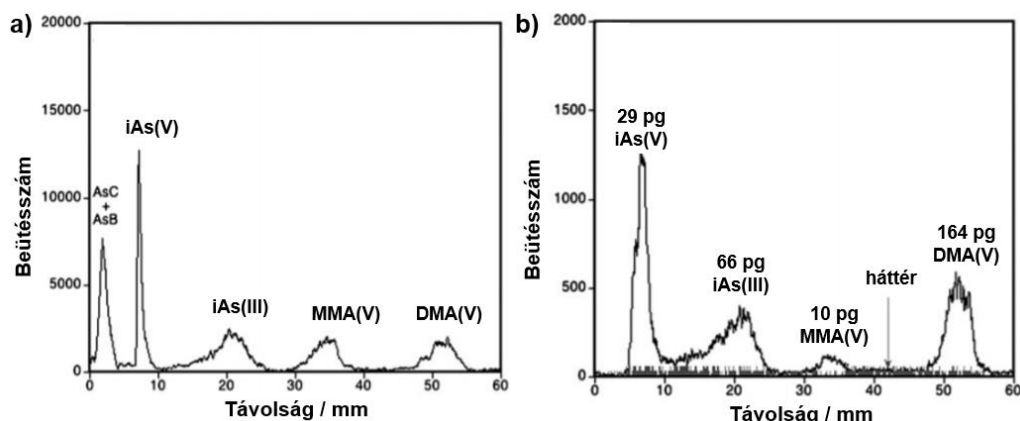 a)
20000
15000
10000
5000
0
Beütésszám
AsC
+
AsB
iAs(V)
iAs(III)
MMA(V)
DMA(V)
0 10 20 30 40 50 60
Távolság / mm
b)
2000
1500
1000
500
0
Beütésszám
29 pg
iAs(V)
66 pg
iAs(III)
10 pg
MMA(V)
háttér
164 pg
DMA(V)
0 10 20 30 40 50 60
Távolság / mm